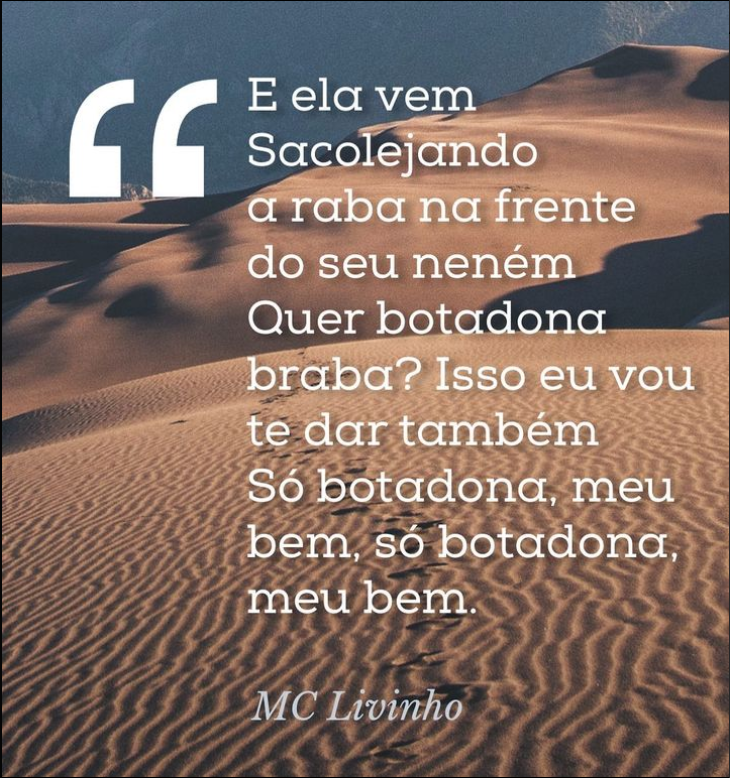 “
E ela vem
Sacolejando
a raba na frente
do seu neném
Quer botadona
braba? Isso eu vou
te dar também
Só botadona, meu
bem, só botadona,
meu bem.
MC Livinho